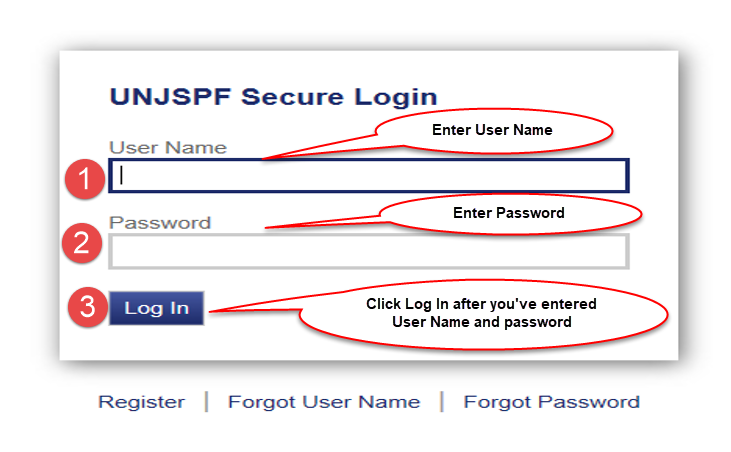 UNJSPF Secure Login
Enter User Name
User Name
1
Password
Enter Password
2
3
Log In
Click Log In after you've entered
User Name and password
Register | Forgot User Name | Forgot Password